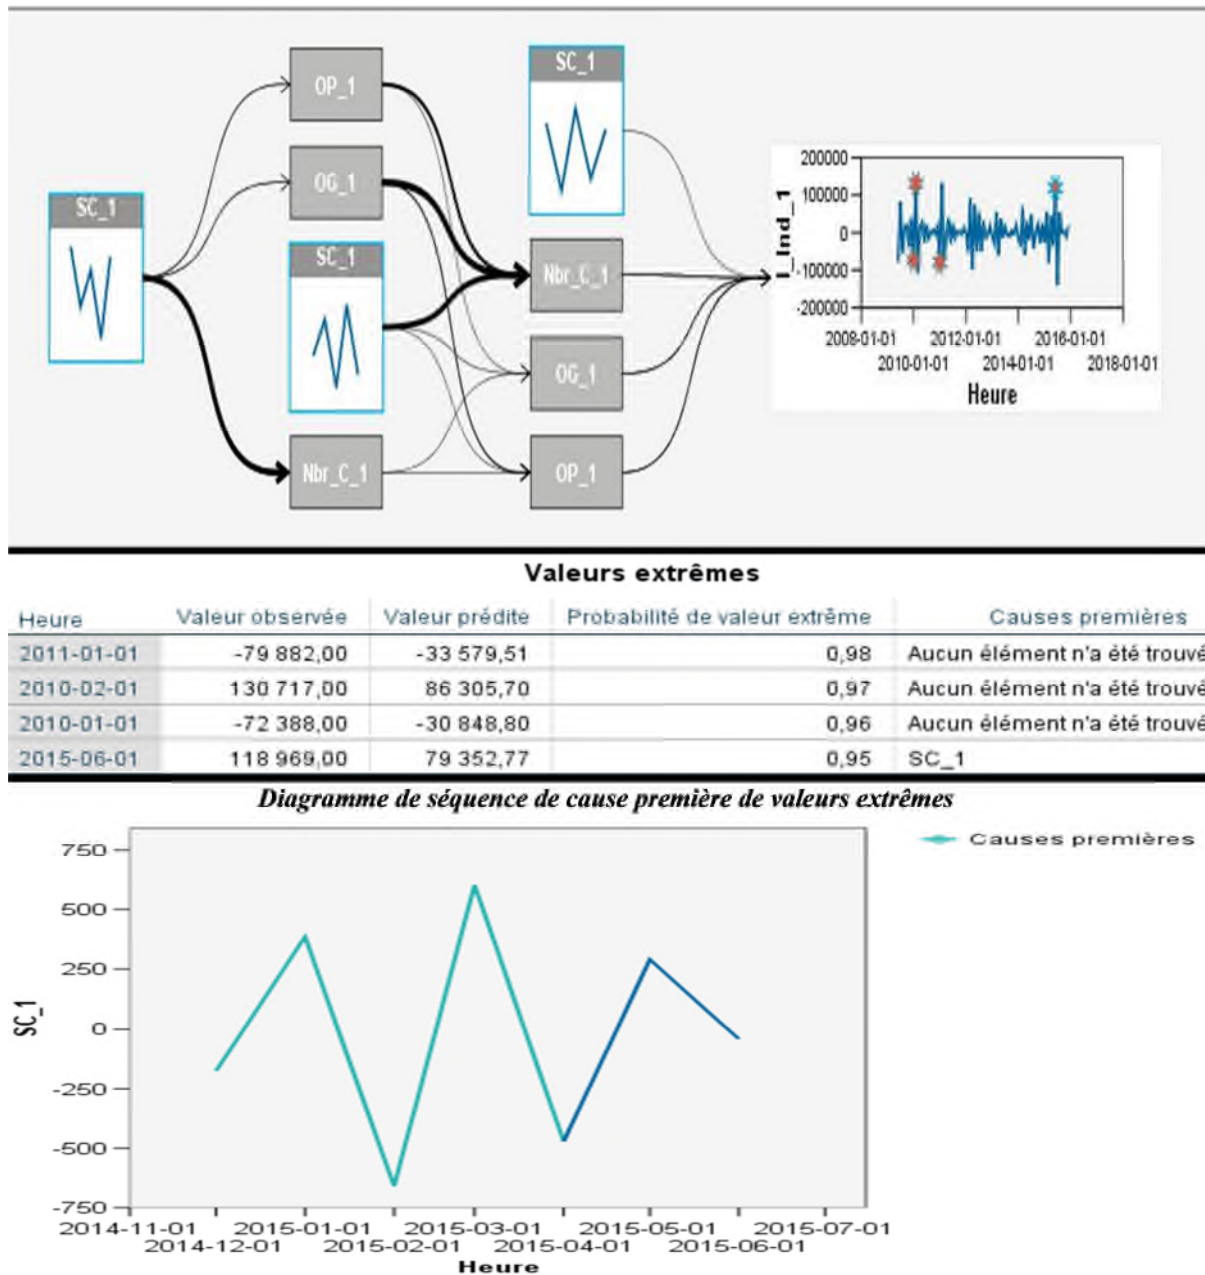 OP_1
SC_1
OG_1
SC_1
SC_1
Nbr_C_1
OG_1
Nbr_C_1
OP_1
200000
100000
0
-100000
-200000
I_Ind_1
2008-01-01 2012-01-01 2016-01-01
2010-01-01 2014-01-01 2018-01-01
Heure
Valeurs extrêmes
Heure Valeur observée Valeur prédite Probabilité de valeur extrême Causes premières
2011-01-01 -79 882,00 -33 579,51 0,98 Aucun élément n'a été trouvé
2010-02-01 130 717,00 86 305,70 0,97 Aucun élément n'a été trouvé
2010-01-01 -72 388,00 -30 848,80 0,96 Aucun élément n'a été trouvé
2015-06-01 118 969,00 79 352,77 0,95 SC_1
Diagramme de séquence de cause première de valeurs extrêmes
Causes premières
750
500
250
0
-250
-500
-750
SC_1
2014-11-01 2015-01-01 2015-03-01 2015-05-01 2015-07-01
2014-12-01 2015-02-01 2015-04-01 2015-06-01
Heure